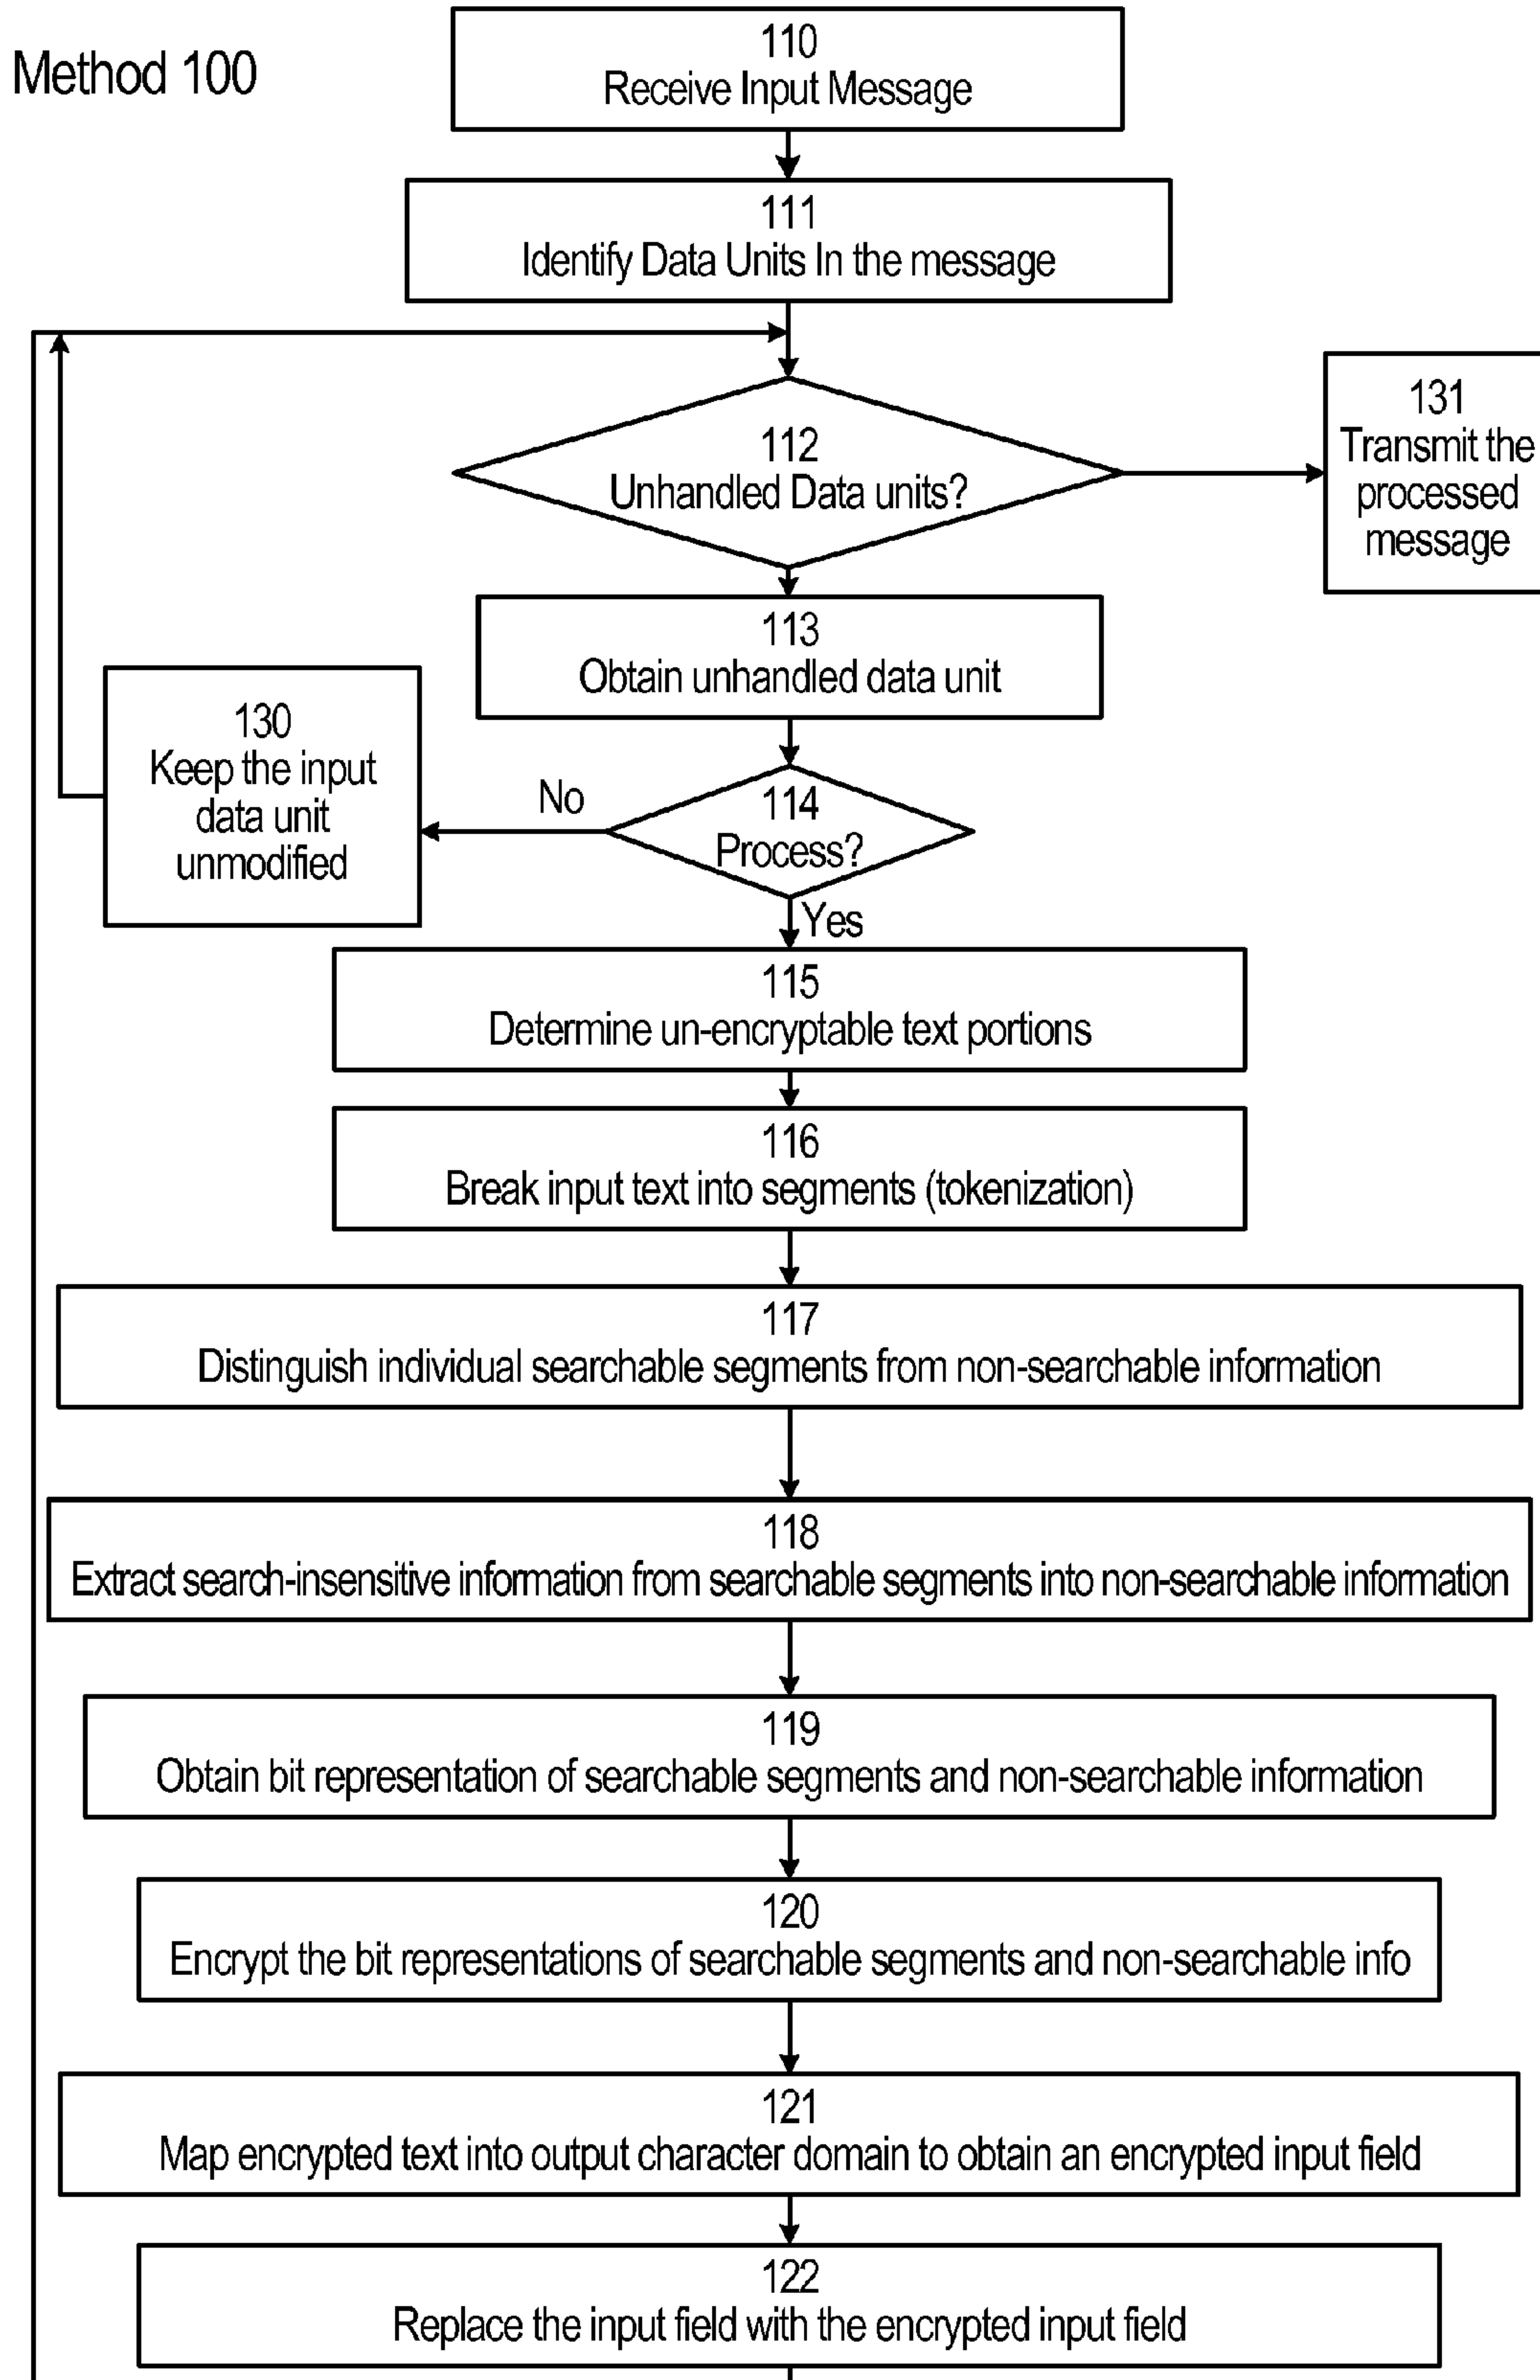 Method 100
110
Receive Input Message
111
Identify Data Units In the message
112
Unhandled Data units?
131
Transmit the
processed
message
113
Obtain unhandled data unit
130
Keep the input
data unit
unmodified
No
114
Process?
Yes
115
Determine un-encryptable text portions
116
Break input text into segments (tokenization)
117
Distinguish individual searchable segments from non-searchable information
118
Extract search-insensitive information from searchable segments into non-searchable information
119
Obtain bit representation of searchable segments and non-searchable information
120
Encrypt the bit representations of searchable segments and non-searchable info
121
Map encrypted text into output character domain to obtain an encrypted input field
122
Replace the input field with the encrypted input field